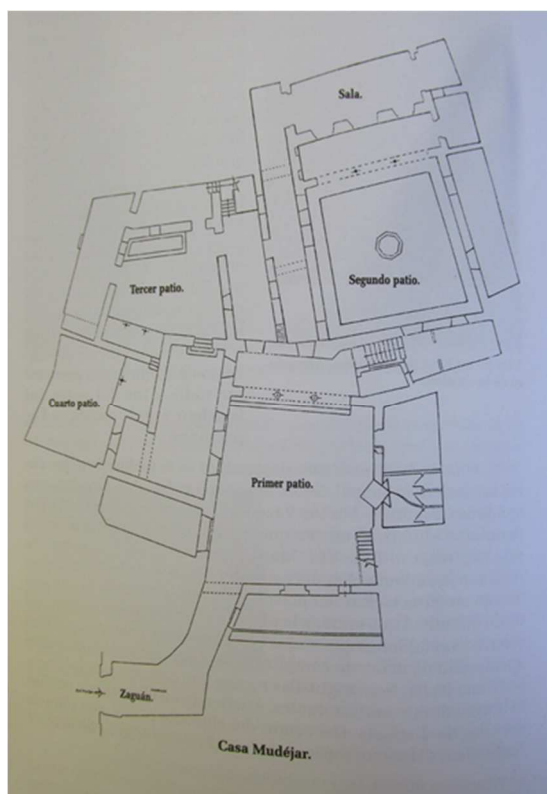 Sala.
Segundo patio.
Tercer patio.
Cuarto patio.
Primer patio.
Zaguán.
Casa Mudéjar.